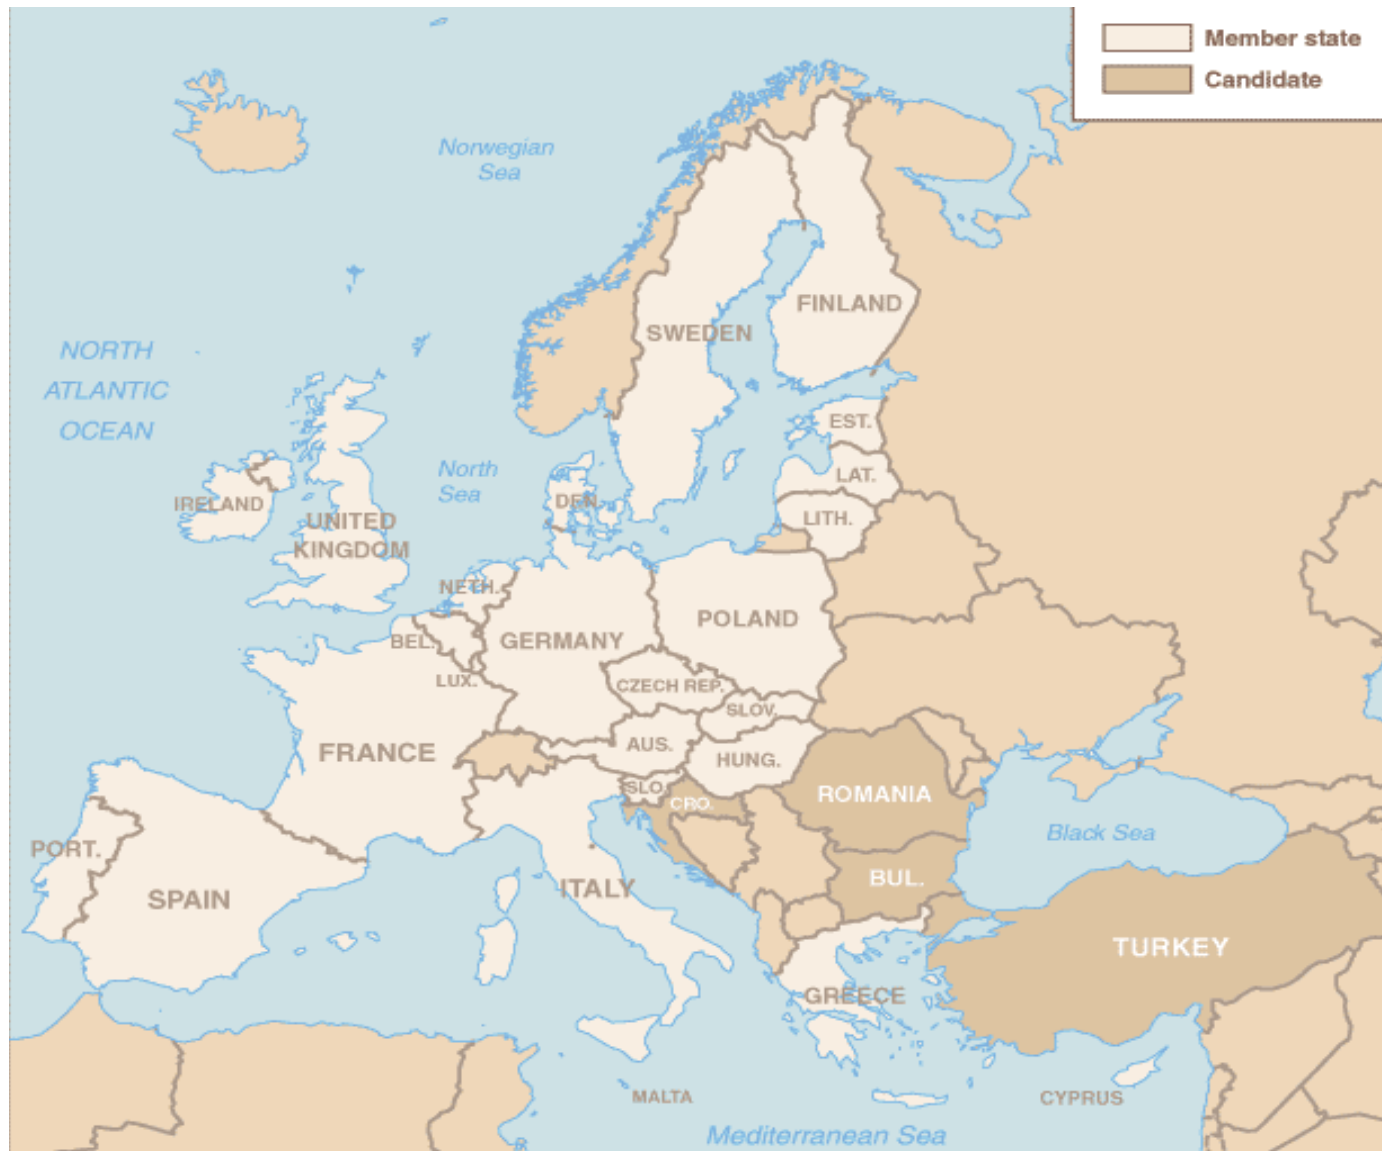 Member state
Candidate
Norwegian
Sea
FINLAND
SWEDEN
NORTH
ATLANTIC
OCEAN
EST.
North
Sea
LAT.
IRELAND
DEN.
UNITED
KINGDOM
LITH.
NETH.
POLAND
BEL.
GERMANY
LUX.
CZECH REP.
SLOV.
FRANCE
AUS.
HUNG.
SLO.
CRO.
ROMANIA
Black Sea
PORT.
SPAIN
ITALY
BUL.
TURKEY
GREECE
MALTA
CYPRUS
Mediterranean Sea